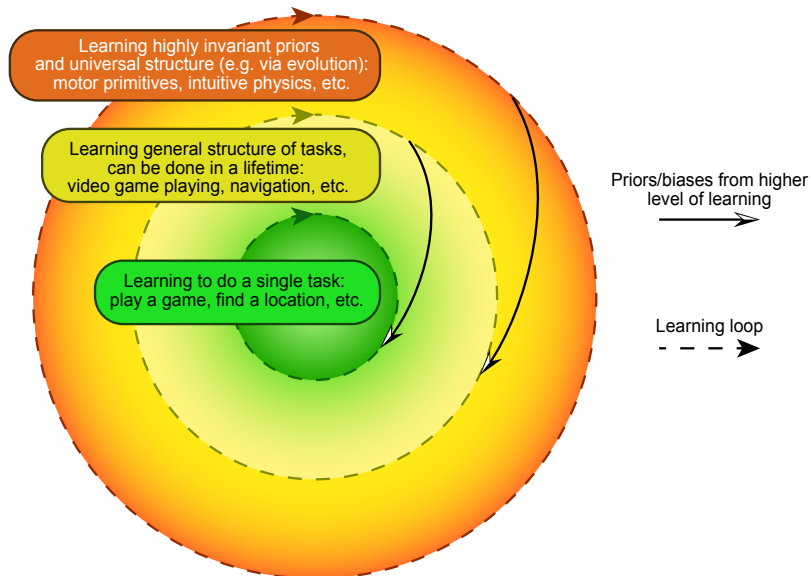 Learning highly invariant priors
and universal structure (e.g. via evolution):
motor primitives, intuitive physics, etc.
Learning general structure of tasks,
can be done in a lifetime:
video game playing, navigation, etc.
Learning to do a single task:
play a game, find a location, etc.
Priors/biases from higher
level of learning
Learning loop